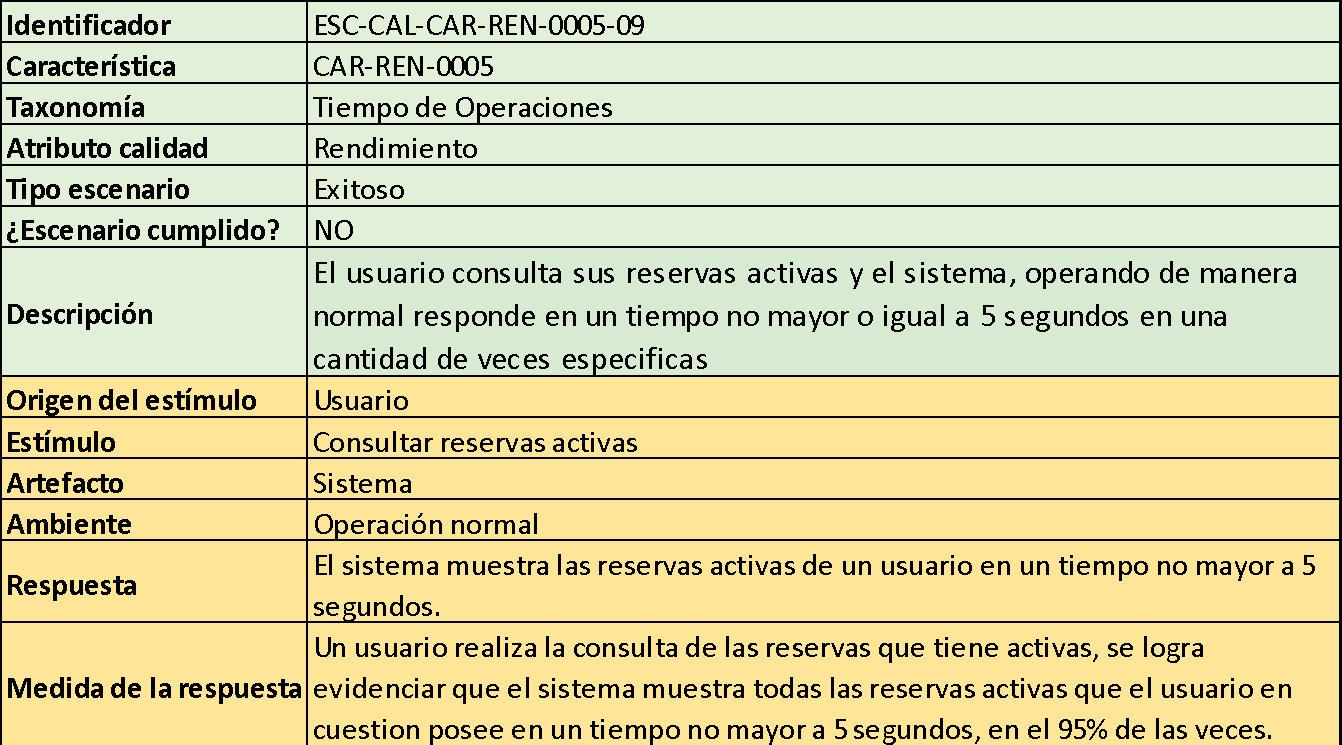 Identificador ESC-CAL-CAR-REN-0005-09
Característica CAR-REN-0005
Taxonomía Tiempo de Operaciones
Atributo calidad Rendimiento
Tipo escenario Exitoso
¿Escenario cumplido? NO
Descripción
El usuario consulta sus reservas activas y el sistema, operando de manera
normal responde en un tiempo no mayor o igual a 5 segundos en una
cantidad de veces especificas
Origen del estímulo Usuario
Estímulo Consultar reservas activas
Artefacto Sistema
Ambiente Operación normal
Respuesta
El sistema muestra las reservas activas de un usuario en un tiempo no mayor a 5
segundos.
Medida de la respuesta
Un usuario realiza la consulta de las reservas que tiene activas, se logra
evidenciar que el sistema muestra todas las reservas activas que el usuario en
cuestion posee en un tiempo no mayor a 5 segundos, en el 95% de las veces.